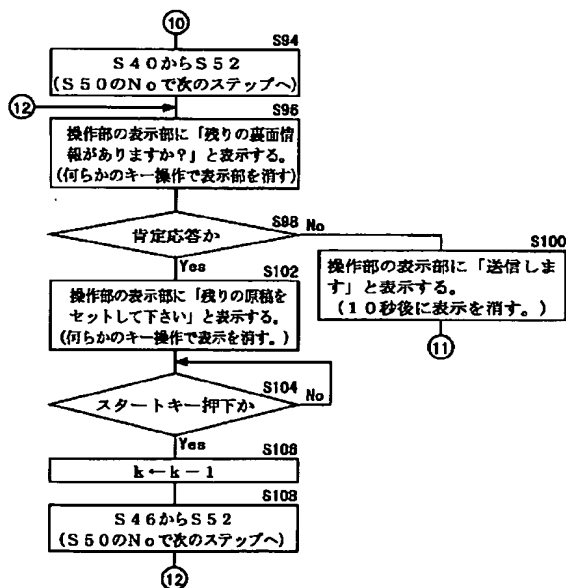 10
S94
S40からS52
(S50のNoで次のステップへ)
12
S96
操作部の表示部に「残りの裏面情
報がありますか?」と表示する。
(何らかのキー操作で表示部を消す)
S98 No
肯定応答か
Yes
S100
操作部の表示部に「送信しま
す」と表示する。
(10秒後に表示を消す。)
11
S102
操作部の表示部に「残りの原稿を
セットして下さい」と表示する。
(何らかのキー操作で表示を消す。)
S104 No
スタートキー押下か
Yes
S106
k←k-1
S108
S46からS52
(S50のNoで次のステップへ)
12